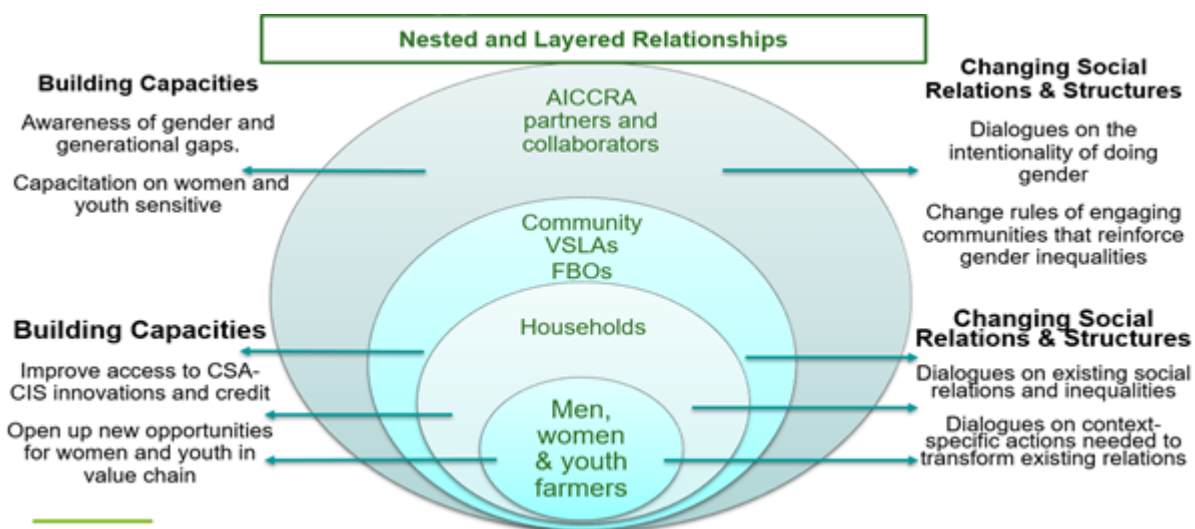 Nested and Layered Relationships
Building Capacities
Awareness of gender and
generational gaps.
Capacitation on women and
youth sensitive
AICCRA
partners and
collaborators
Changing Social
Relations & Structures
Dialogues on the
intentionality of doing
gender
Change rules of engaging
communities that reinforce
gender inequalities
Community
VSLAs
FBOs
Households
Men,
women
& youth
farmers
Building Capacities
Improve access to CSA-
CIS innovations and credit
Open up new opportunities
for women and youth in
value chain
Changing Social
Relations & Structures
Dialogues on existing social
relations and inequalities
Dialogues on context-
specific actions needed to
transform existing relations